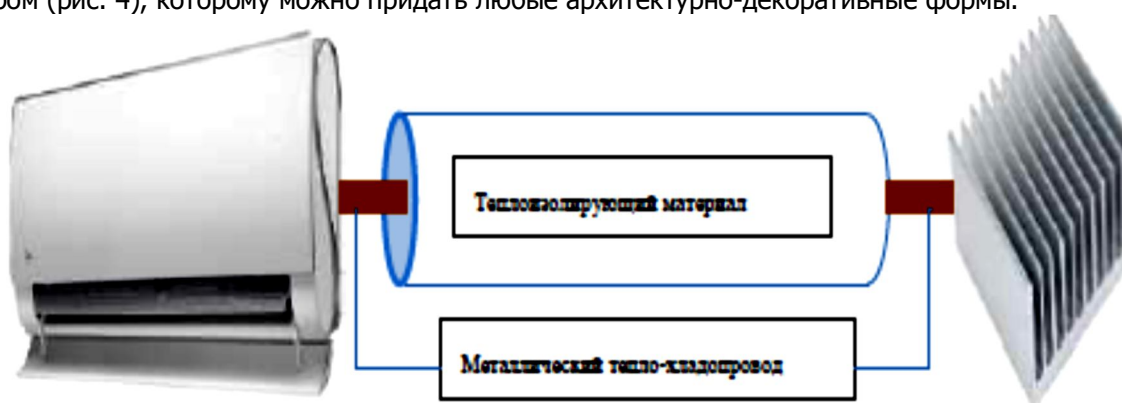 ром (рис. 4), которому можно придать любые архитектурно-декоративные формы.
Теплоизолирующий материал
Металлический тепло-хладопровод